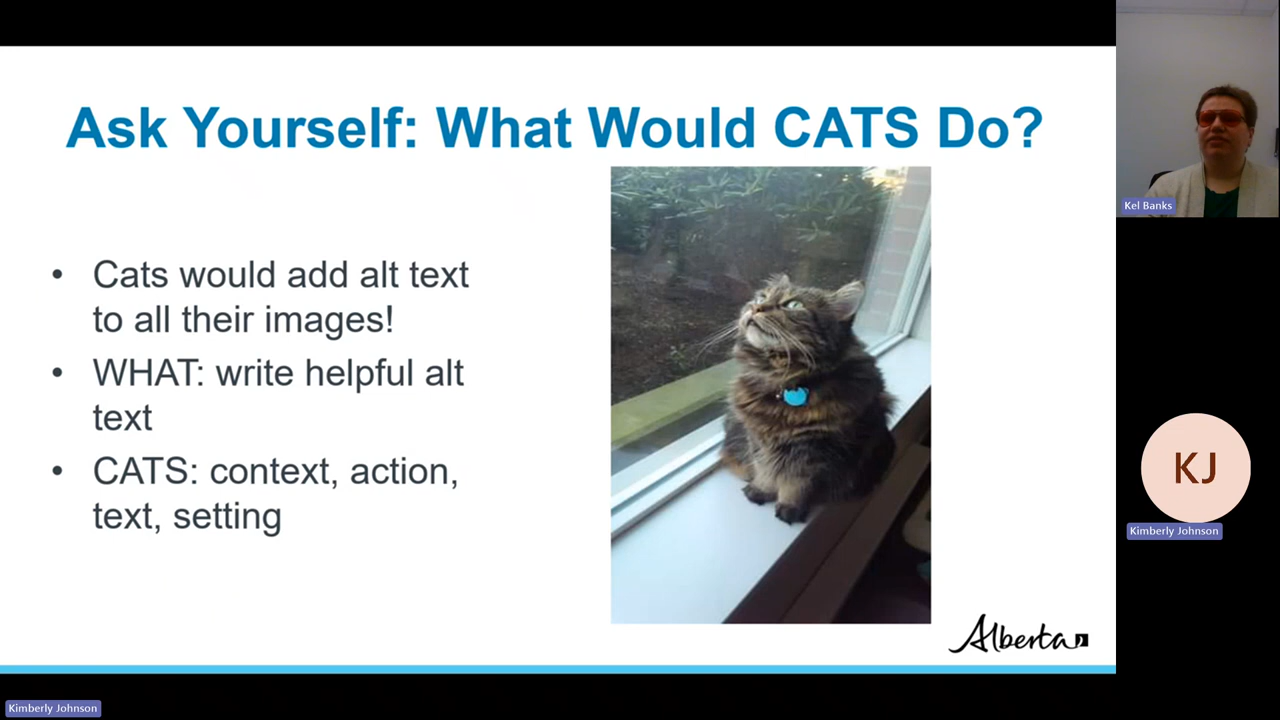 Ask Yourself: What Would CATS Do?
• Cats would add alt text
to all their images!
• WHAT: write helpful alt
text
• CATS: context, action,
text, setting
Alberta
Kel Banks
KJ
Kimberly Johnson
Kimberly Johnson